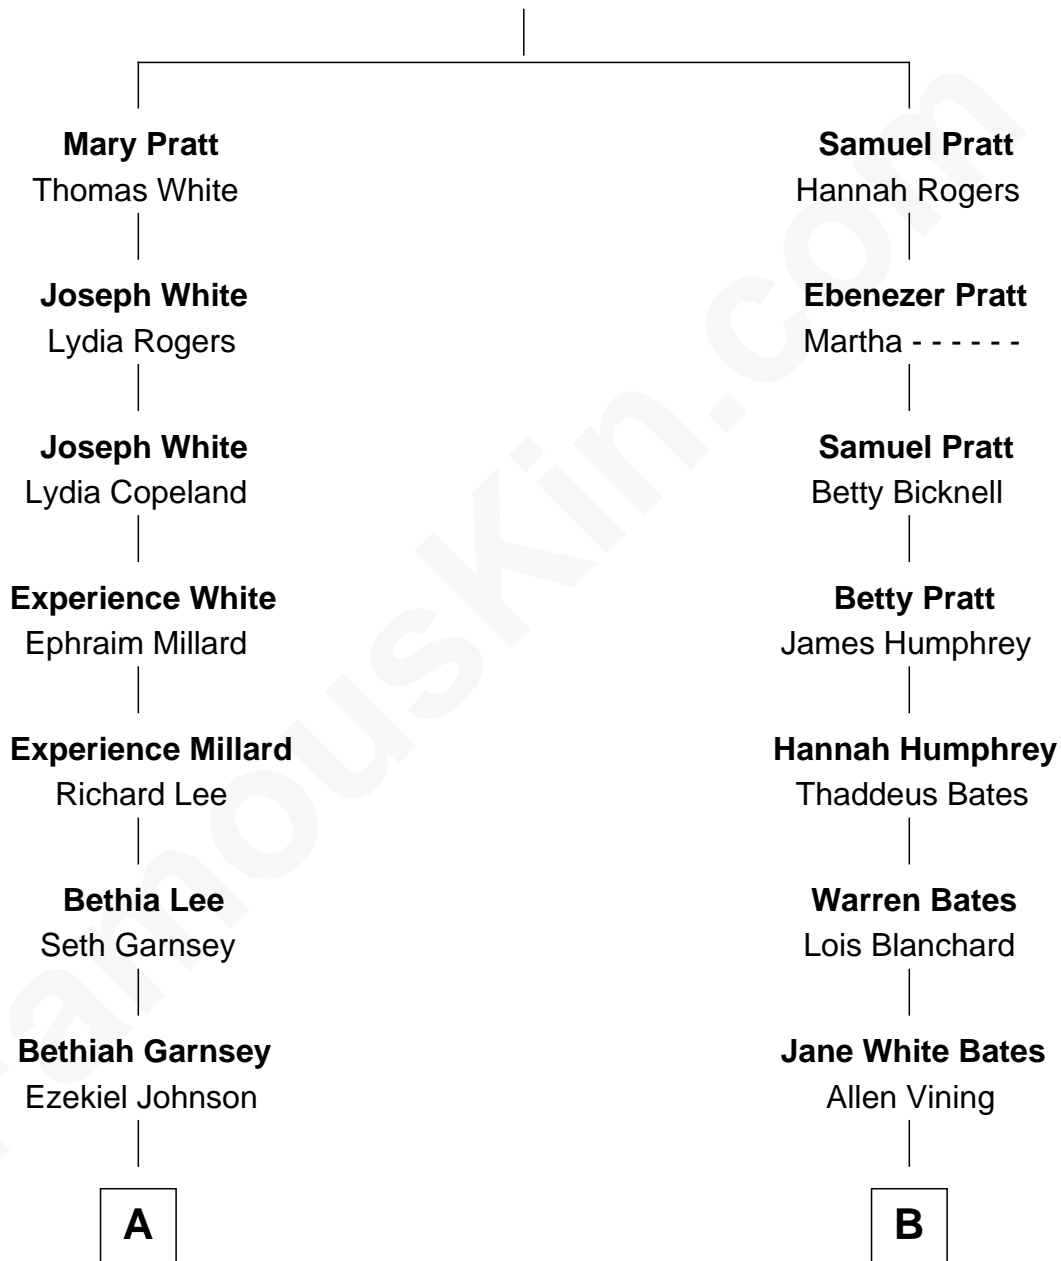 Mary Pratt
Thomas White
Joseph White
Lydia Rogers
Joseph White
Lydia Copeland
Experience White
Ephraim Millard
Experience Millard
Richard Lee
Bethia Lee
Seth Garnsey
Bethiah Garnsey
Ezekiel Johnson
A
Samuel Pratt
Hannah Rogers
Ebenezer Pratt
Martha - - - - - -
Samuel Pratt
Betty Bicknell
Betty Pratt
James Humphrey
Hannah Humphrey
Thaddeus Bates
Warren Bates
Lois Blanchard
Jane White Bates
Allen Vining
B
FamousKin.com